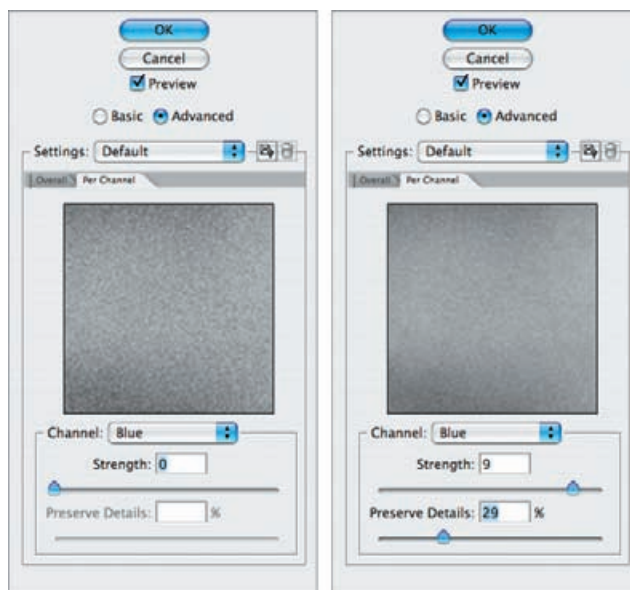 OK
Cancel
Preview
Basic Advanced
Settings: Default
Overall Per Channel
Channel: Blue
Strength: 0
Preserve Details: %
OK
Cancel
Preview
Basic Advanced
Settings: Default
Overall Per Channel
Channel: Blue
Strength: 9
Preserve Details: 29 %